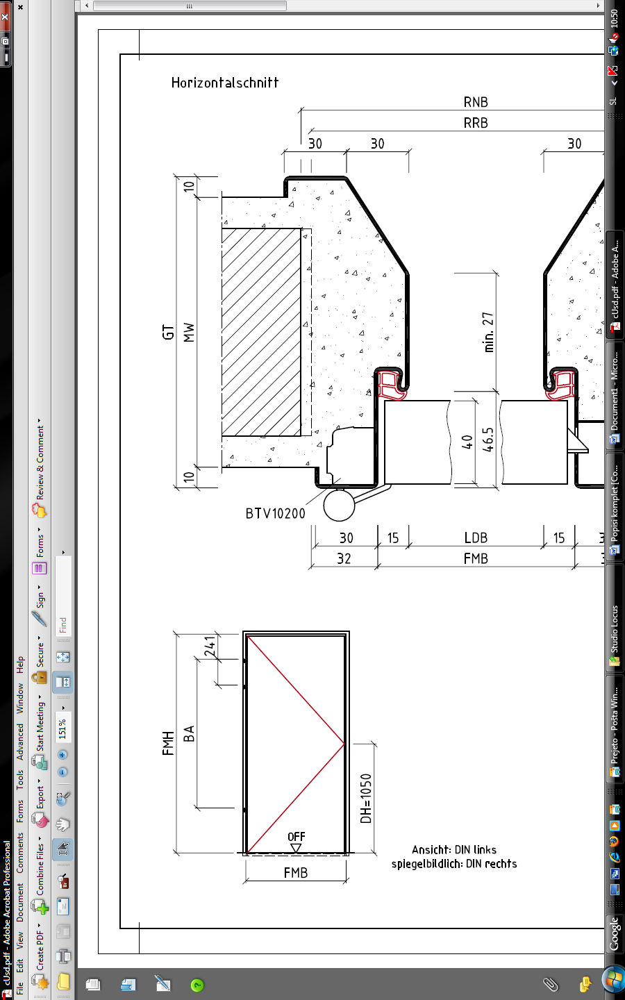 cUsd.pdf - Adobe Acrobat Professional
File Edit View Document Comments Forms Tools Advanced Window Help
Create PDF Combine Files Export Start Meeting Secure Sign Forms Review & Comment
151% Find
Horizontalschnitt
RNB
RRB
30 30 30
10
GT
MW
min. 27
40
46.5
10
BTV10200
30 15 LDB 15
32 FMB
241
FMH
BA
DH=1050
OFF
FMB
Ansicht: DIN links
spiegelbildlich: DIN rechts
Google
Prejeto - Pošta Win...
Studio Locus
Popisi komplet [Co...
Document1 - Micro...
cUsd.pdf - Adobe A...
SL
10:50